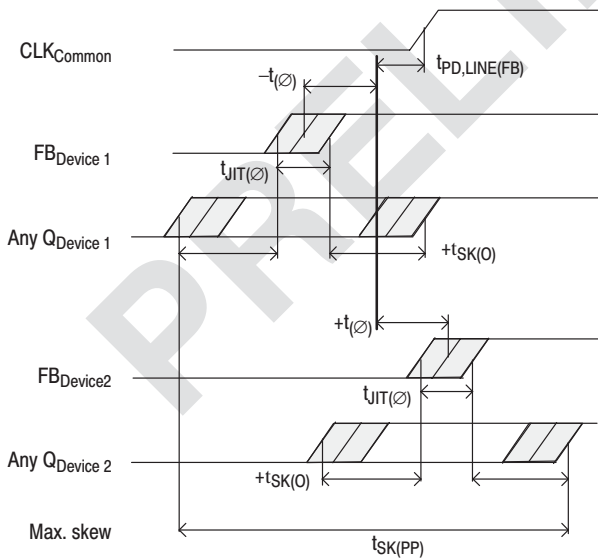 CLKCommon
tPD,LINE(FB)
–t(∅)
FBDevice 1
tJIT(∅)
Any QDevice 1
+tSK(O)
+t(∅)
FBDevice2
tJIT(∅)
Any QDevice 2
+tSK(O)
Max. skew
tSK(PP)
PRELI